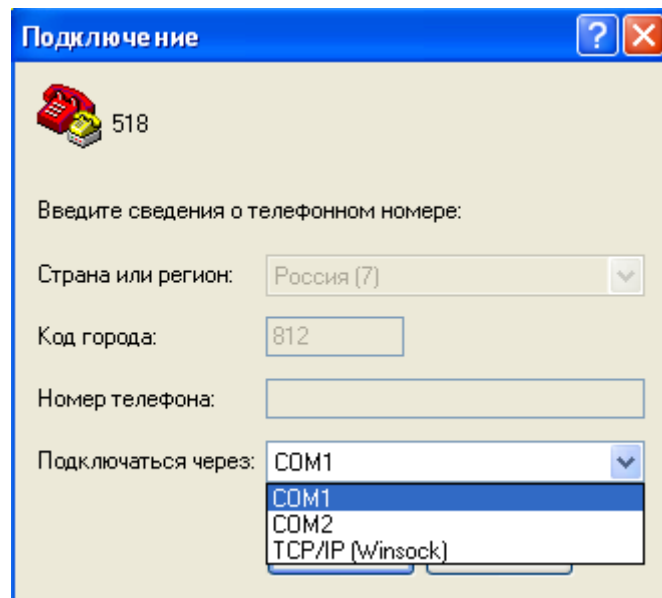 Подключение
518
Введите сведения о телефонном номере:
Страна или регион: Россия (7)
Код города: 812
Номер телефона:
Подключаться через: COM1
COM1
COM2
TCP/IP (Winsock)